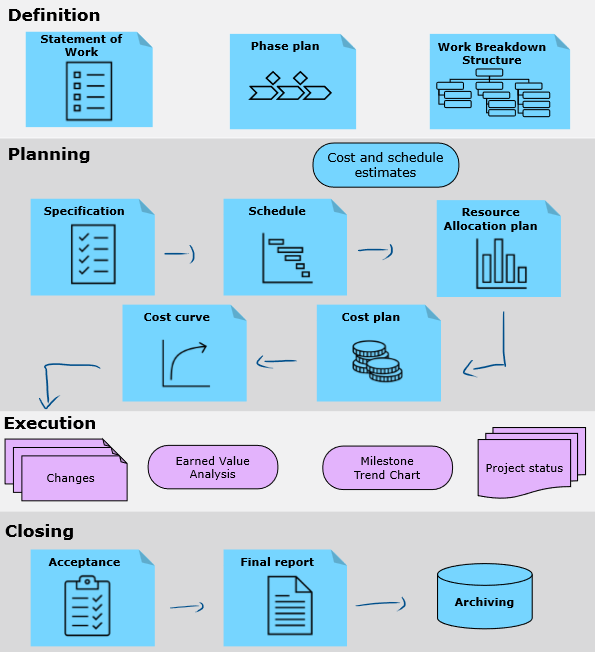 Definition
Statement of
Work
Phase plan
Work Breakdown
Structure
Planning
Cost and schedule
estimates
Specification
Schedule
Resource
Allocation plan
Cost curve
Cost plan
Execution
Changes
Earned Value
Analysis
Milestone
Trend Chart
Project status
Closing
Acceptance
Final report
Archiving